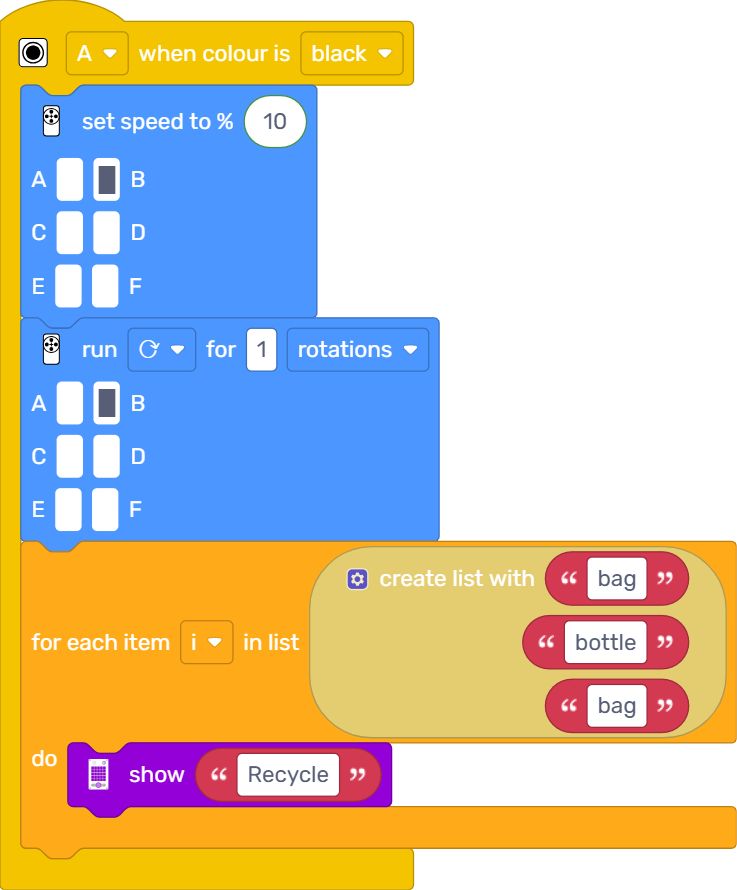 A when colour is black
set speed to % 10
A B
C D
E F
run for 1 rotations
A B
C D
E F
create list with “ bag ”
for each item i in list “ bottle ”
“ bag ”
do show “ Recycle ”